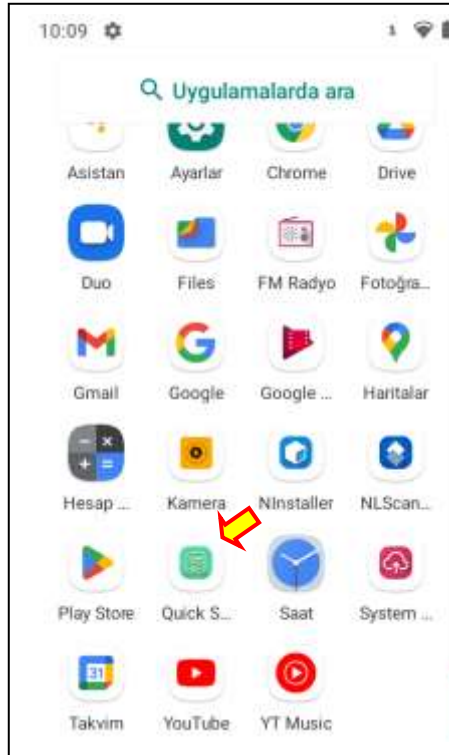 10:09
Uygulamalarda ara
Asistan Ayarlar Chrome Drive
Duo Files FM Radyo Fotoğra...
Gmail Google Google ... Haritalar
Hesap ... Kamera NInstaller NLScan...
Play Store Quick S... Saat System ...
31
Takvim YouTube YT Music